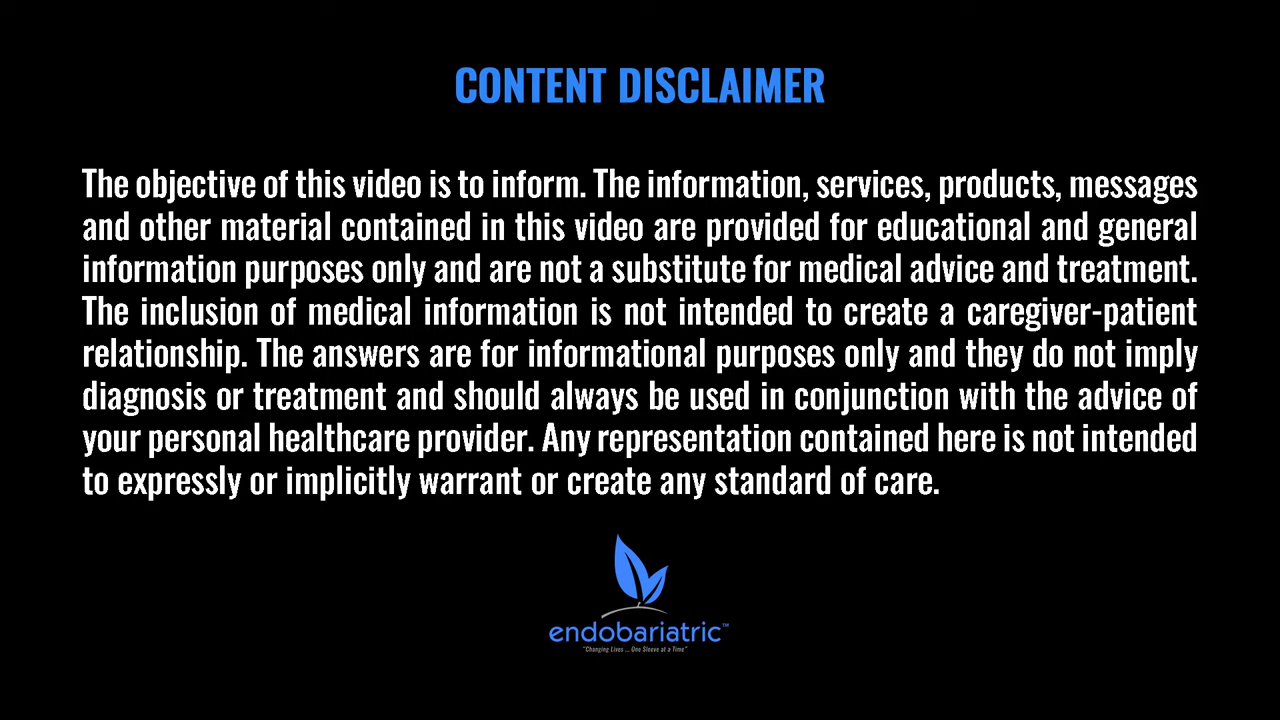 CONTENT DISCLAIMER
The objective of this video is to inform. The information, services, products, messages
and other material contained in this video are provided for educational and general
information purposes only and are not a substitute for medical advice and treatment.
The inclusion of medical information is not intended to create a caregiver-patient
relationship. The answers are for informational purposes only and they do not imply
diagnosis or treatment and should always be used in conjunction with the advice of
your personal healthcare provider. Any representation contained here is not intended
to expressly or implicitly warrant or create any standard of care.
endobariatric™
"Changing Lives ... One Sleeve at a Time"